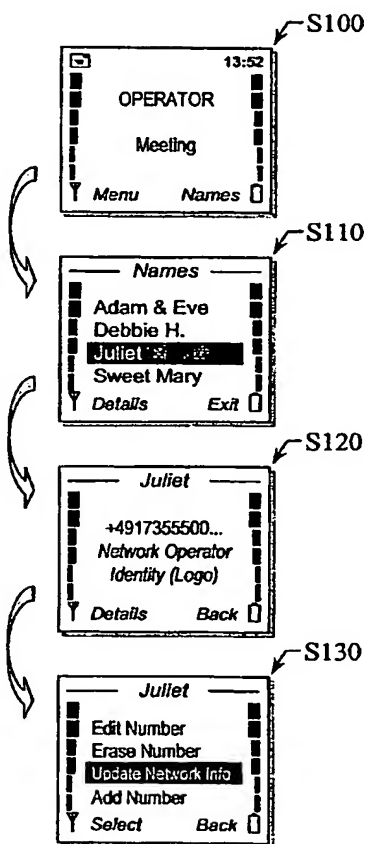 S100
13:52
OPERATOR
Meeting
Menu Names
S110
Names
Adam & Eve
Debbie H.
Juliet
Sweet Mary
Details Exit
S120
Juliet
+4917355500...
Network Operator
Identity (Logo)
Details Back
S130
Juliet
Edit Number
Erase Number
Update Network Info
Add Number
Select Back